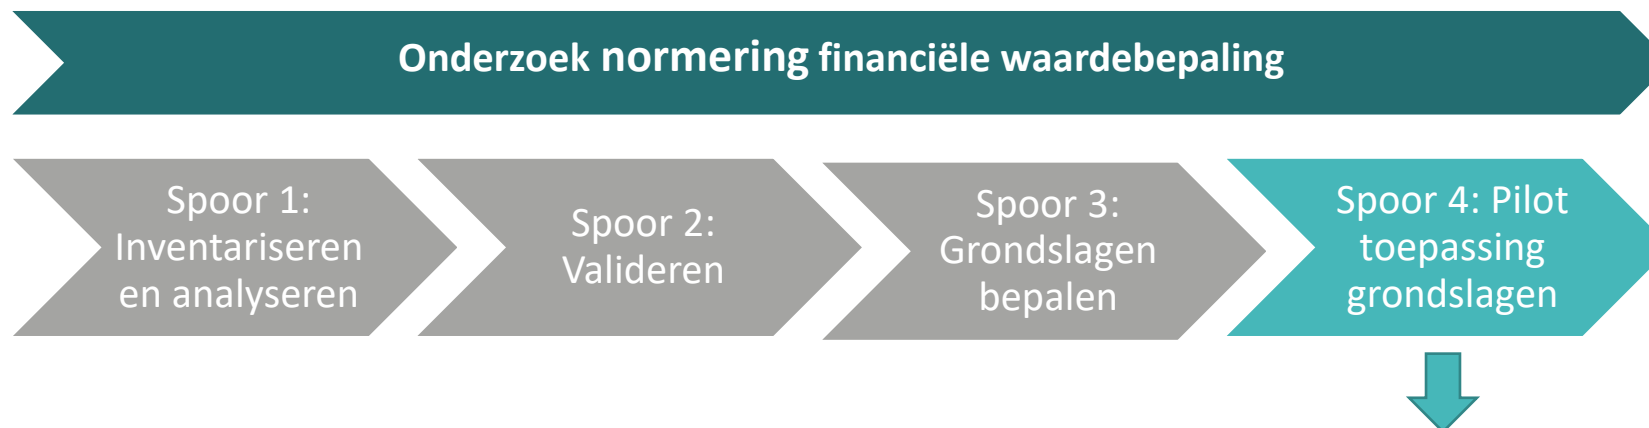 Onderzoek normering financiële waardebepaling
Spoor 1:
Inventariseren
en analyseren
Spoor 2:
Valideren
Spoor 3:
Grondslagen
bepalen
Spoor 4: Pilot
toepassing
grondslagen